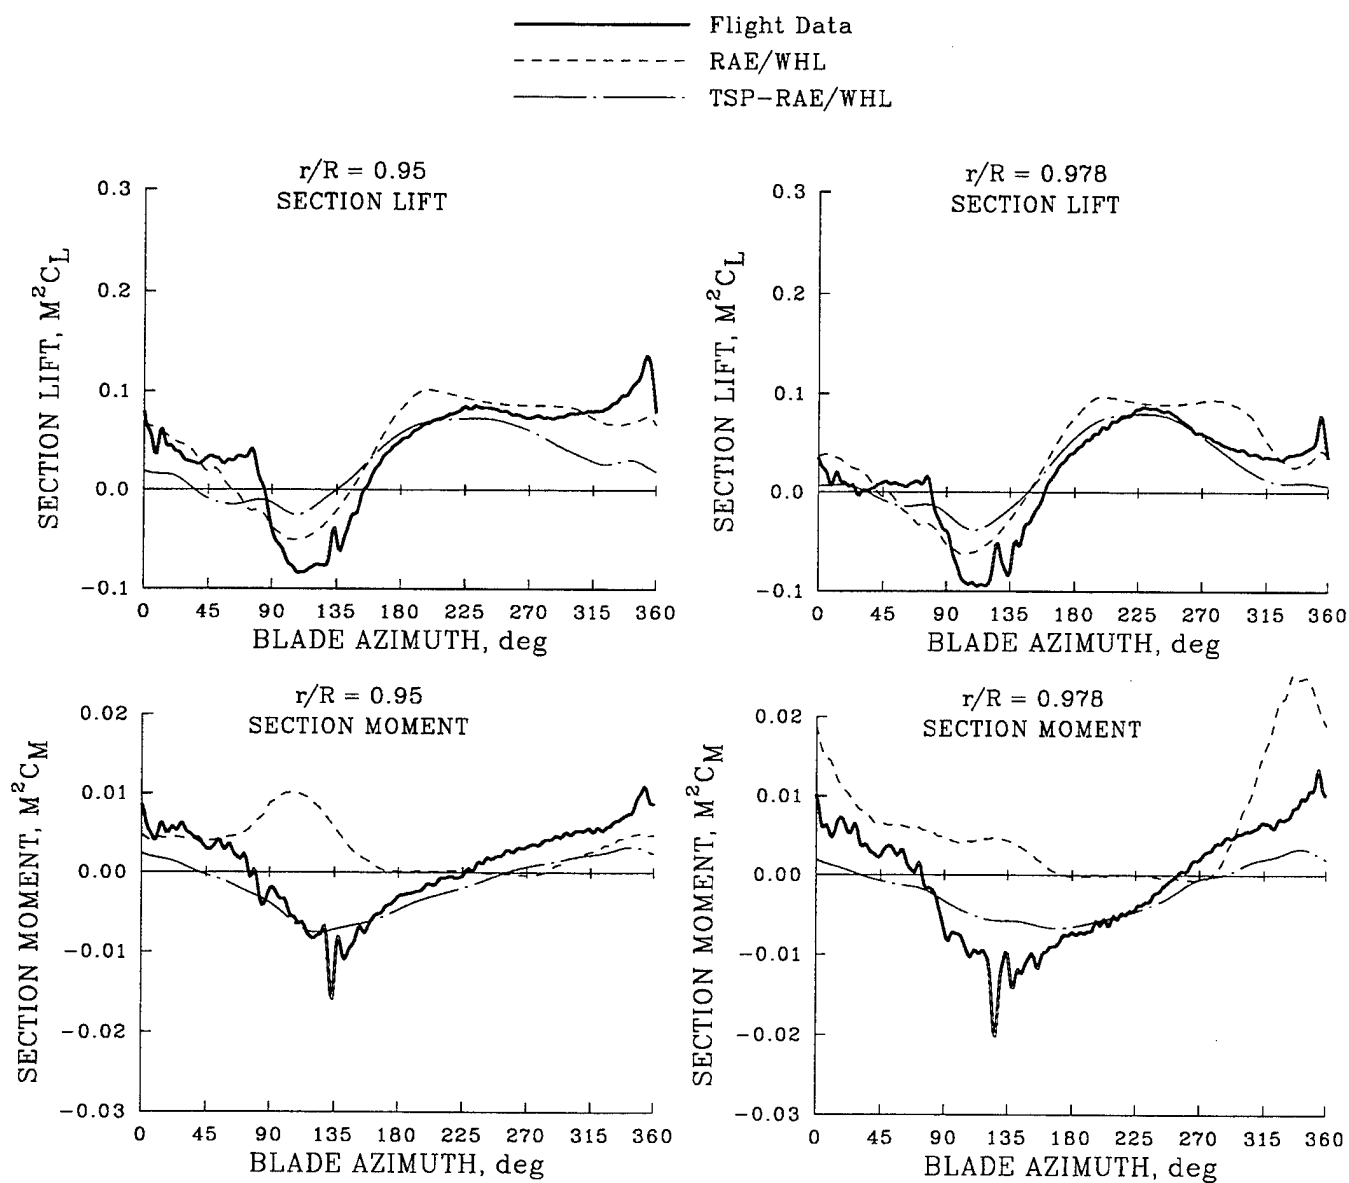 Flight Data
RAE/WHL
TSP-RAE/WHL
r/R = 0.95
SECTION LIFT
0.3
0.2
0.1
0.0
-0.1
SECTION LIFT, M²C_L
0 45 90 135 180 225 270 315 360
BLADE AZIMUTH, deg
r/R = 0.978
SECTION LIFT
0.3
0.2
0.1
0.0
-0.1
SECTION LIFT, M²C_L
0 45 90 135 180 225 270 315 360
BLADE AZIMUTH, deg
r/R = 0.95
SECTION MOMENT
0.02
0.01
0.00
-0.01
-0.02
-0.03
SECTION MOMENT, M²C_M
0 45 90 135 180 225 270 315 360
BLADE AZIMUTH, deg
r/R = 0.978
SECTION MOMENT
0.02
0.01
0.00
-0.01
-0.02
-0.03
SECTION MOMENT, M²C_M
0 45 90 135 180 225 270 315 360
BLADE AZIMUTH, deg